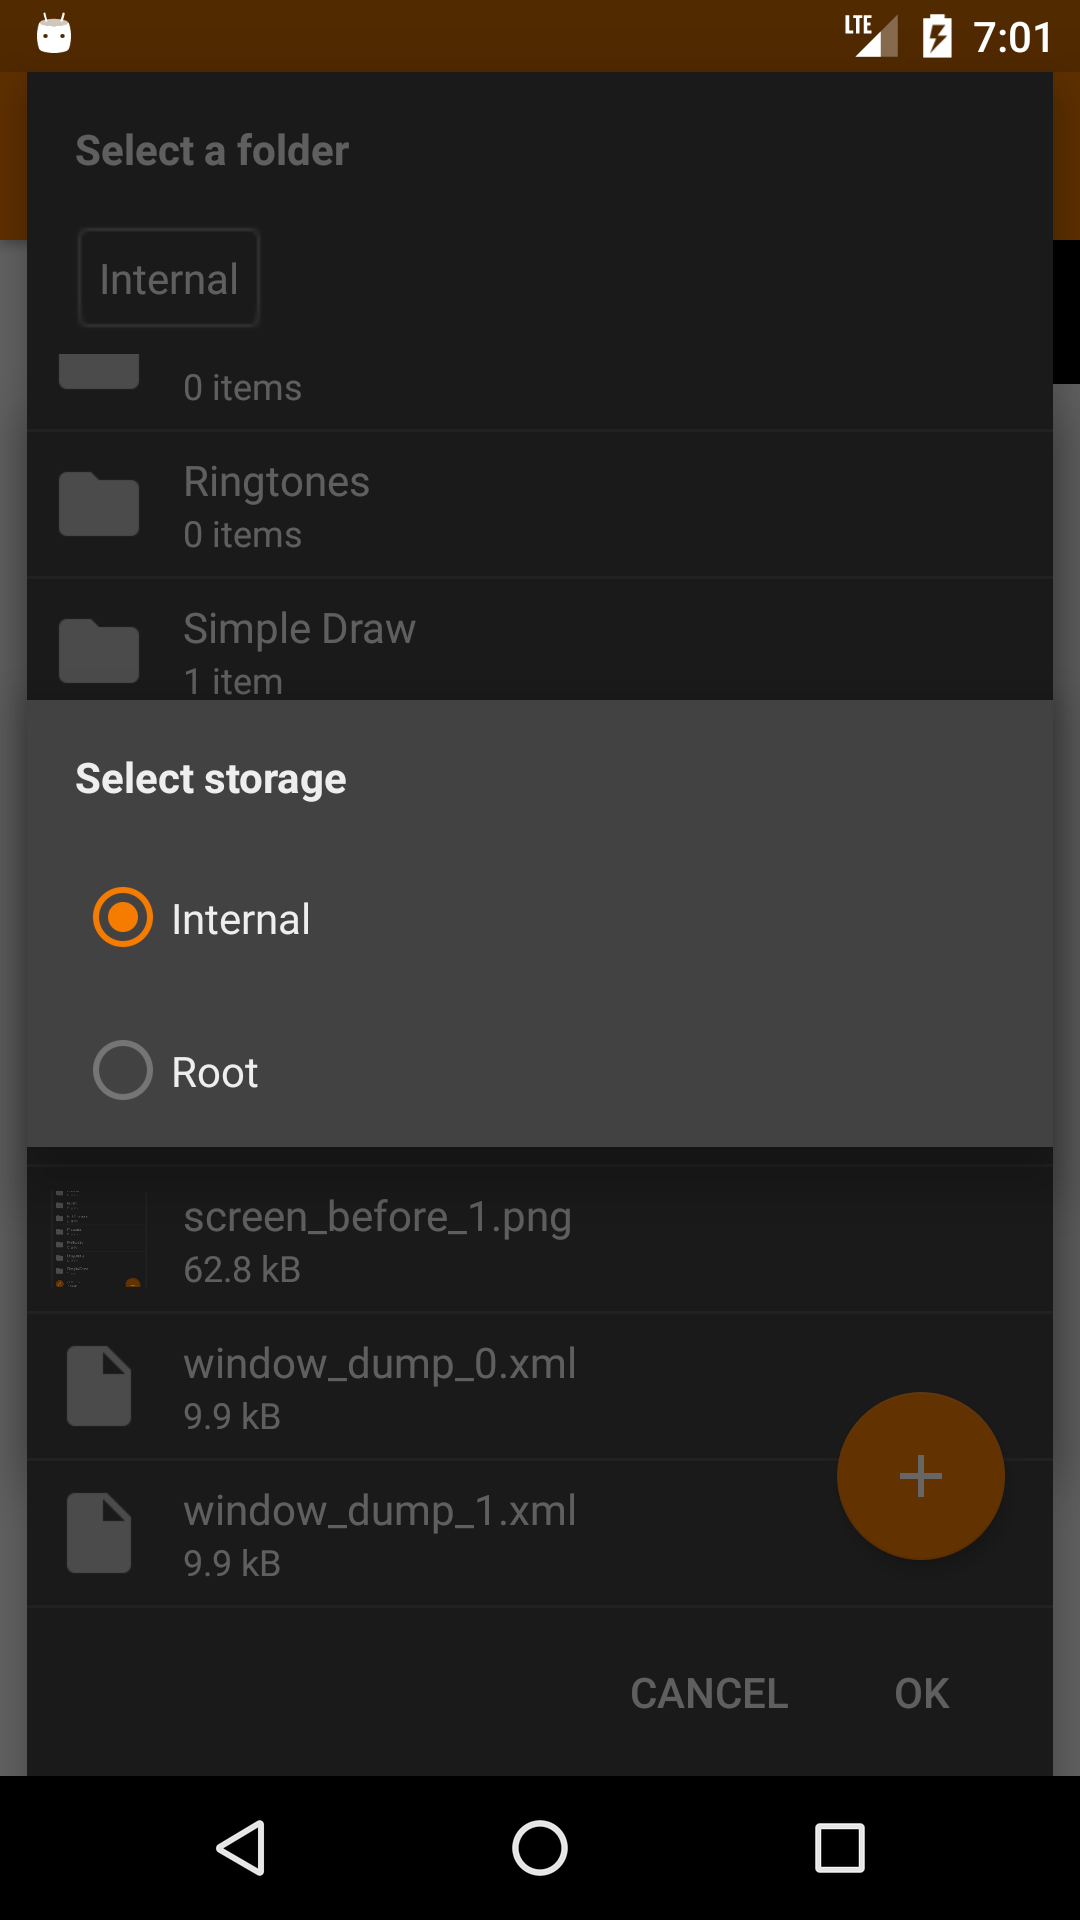 LTE 7:01
Select a folder
Internal
0 items
Ringtones
0 items
Simple Draw
1 item
Select storage
Internal
Root
screen_before_1.png
62.8 kB
window_dump_0.xml
9.9 kB
window_dump_1.xml
9.9 kB
CANCEL OK